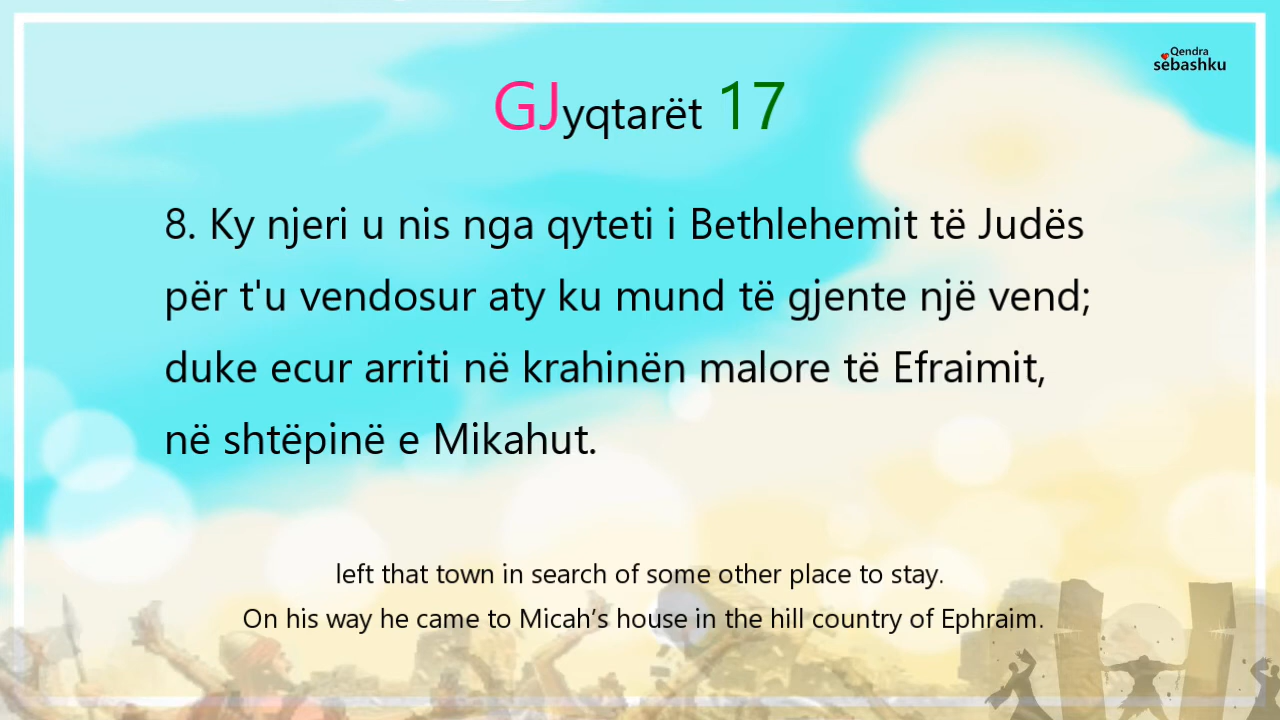 Qendra
sëbashku
GJyqtarët 17
8. Ky njeri u nis nga qyteti i Bethlehemit të Judës
për t'u vendosur aty ku mund të gjente një vend;
duke ecur arriti në krahinën malore të Efraimit,
në shtëpinë e Mikahut.
left that town in search of some other place to stay.
On his way he came to Micah’s house in the hill country of Ephraim.